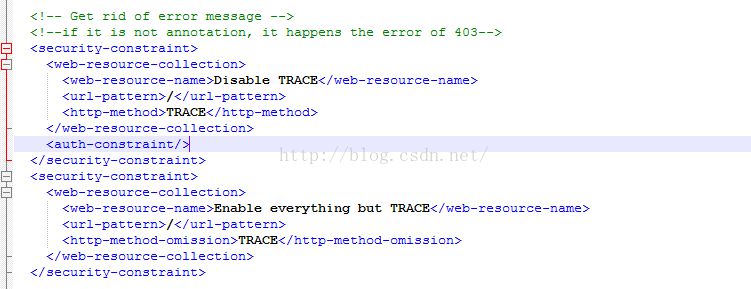 <!-- Get rid of error message -->
<!--if it is not annotation, it happens the error of 403-->
<security-constraint>
<web-resource-collection>
<web-resource-name>Disable TRACE</web-resource-name>
<url-pattern>/</url-pattern>
<http-method>TRACE</http-method>
</web-resource-collection>
<auth-constraint/>
http://blog.csdn.net/
</security-constraint>
<security-constraint>
<web-resource-collection>
<web-resource-name>Enable everything but TRACE</web-resource-name>
<url-pattern>/</url-pattern>
<http-method-omission>TRACE</http-method-omission>
</web-resource-collection>
</security-constraint>